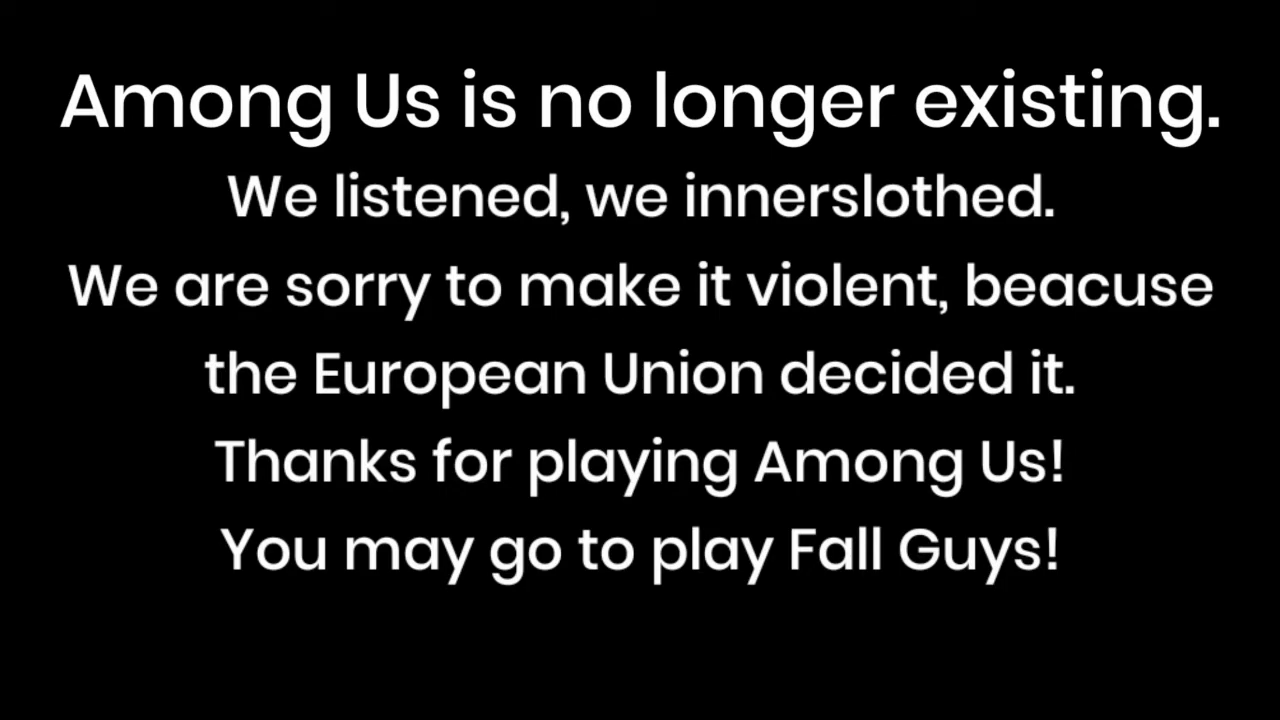 Among Us is no longer existing.
We listened, we innerslothed.
We are sorry to make it violent, beacuse
the European Union decided it.
Thanks for playing Among Us!
You may go to play Fall Guys!